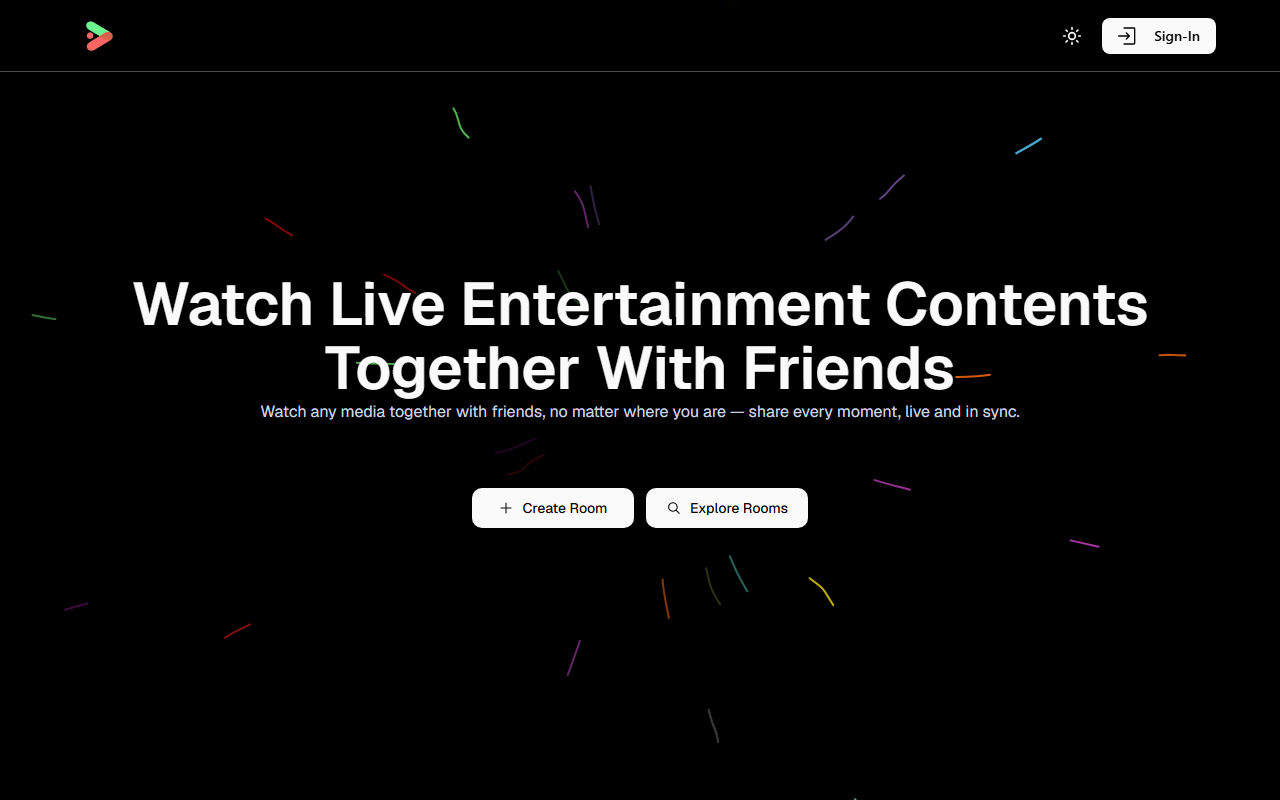 Sign-In
Watch Live Entertainment Contents
Together With Friends
Watch any media together with friends, no matter where you are — share every moment, live and in sync.
Create Room
Explore Rooms